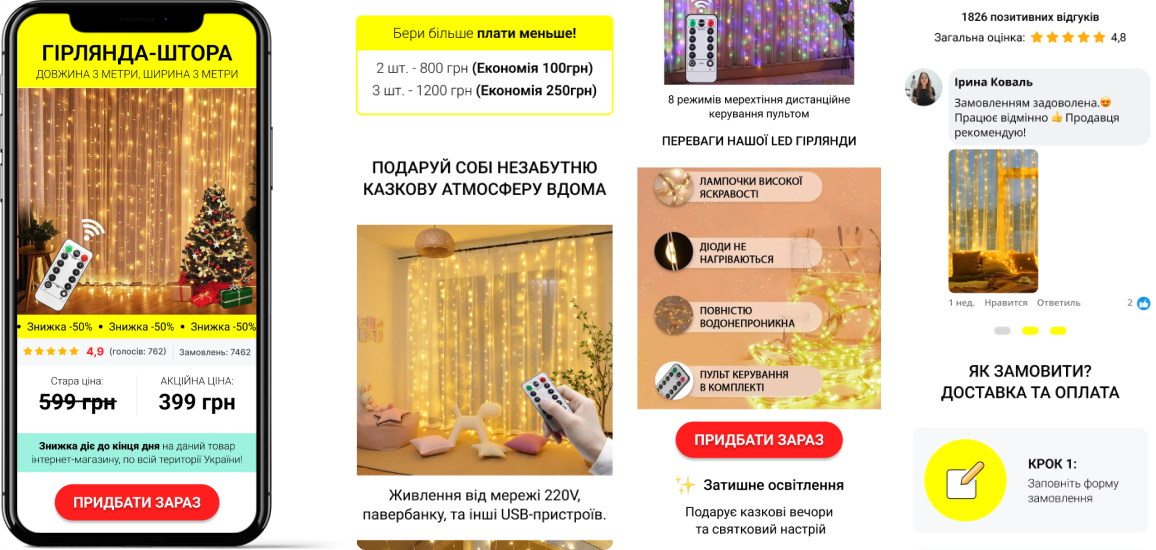 ГІРЛЯНДА-ШТОРА
ДОВЖИНА 3 МЕТРИ, ШИРИНА 3 МЕТРИ
• Знижка -50% • Знижка -50% • Знижка -50%
4,9 (голосів: 762) Замовлень: 7462
Стара ціна: АКЦІЙНА ЦІНА:
599 грн 399 грн
Знижка діє до кінця дня на даний товар
інтернет-магазину, по всій території України!
ПРИДБАТИ ЗАРАЗ
Бери більше плати меньше!
2 шт. - 800 грн (Економія 100грн)
3 шт. - 1200 грн (Економія 250грн)
ПОДАРУЙ СОБІ НЕЗАБУТНЮ
КАЗКОВУ АТМОСФЕРУ ВДОМА
Живлення від мережі 220V,
павербанку, та інші USB-пристроїв.
8 режимів мерехтіння дистанційне
керування пультом
ПЕРЕВАГИ НАШОЇ LED ГІРЛЯНДИ
ЛАМПОЧКИ ВИСОКОЇ
ЯСКРАВОСТІ
ДІОДИ НЕ
НАГРІВАЮТЬСЯ
ПОВНІСТЮ
ВОДОНЕПРОНИКНА
ПУЛЬТ КЕРУВАННЯ
В КОМПЛЕКТІ
ПРИДБАТИ ЗАРАЗ
Затишне освітлення
Подарує казкові вечори
та святковий настрій
1826 позитивних відгуків
Загальна оцінка: 4,8
Ірина Коваль
Замовленням задоволена.😍
Працює відмінно 👍 Продавця
рекомендую!
1 нед. Нравится Ответить 2
ЯК ЗАМОВИТИ?
ДОСТАВКА ТА ОПЛАТА
КРОК 1:
Заповніть форму
замовлення